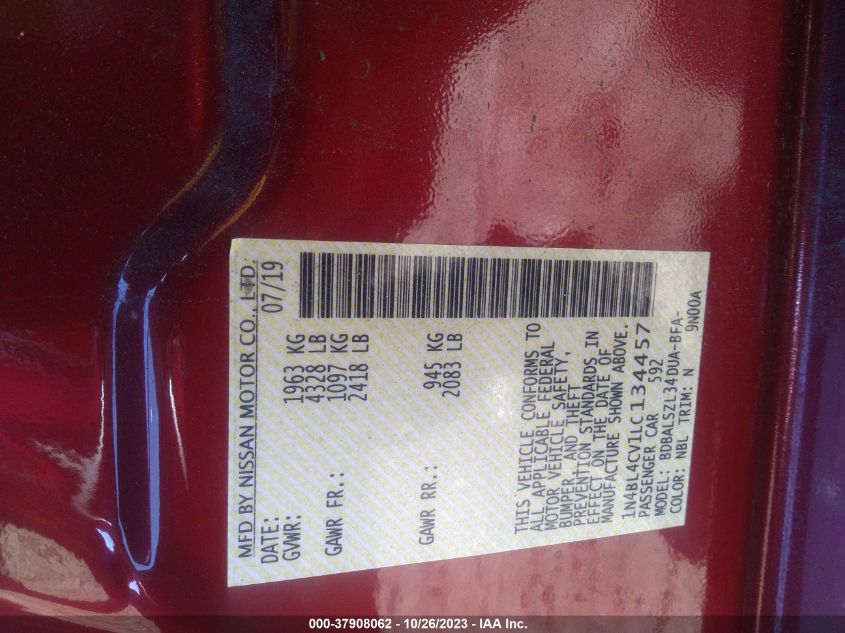 MFD BY NISSAN MOTOR CO., LTD.
DATE: 07/19
GVWR: 1963 KG
4328 LB
GAWR FR.: 1097 KG
2418 LB
GAWR RR.: 945 KG
2083 LB
THIS VEHICLE CONFORMS TO
ALL APPLICABLE FEDERAL
MOTOR VEHICLE SAFETY,
BUMPER, AND THEFT
PREVENTION STANDARDS IN
EFFECT ON THE DATE OF
MANUFACTURE SHOWN ABOVE.
1N4BL4CV1LC134457
PASSENGER CAR 592
MODEL: BDBALSZL34DUA-BFA-
COLOR: NBL TRIM: N 9N00A
000-37908062 - 10/26/2023 - IAA Inc.